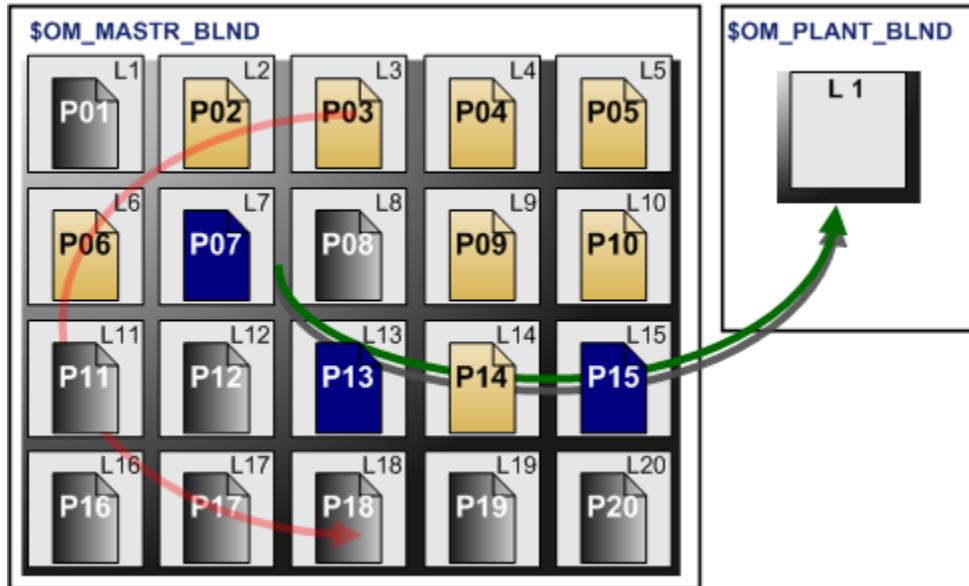 $OM_MASTR_BLND
$OM_PLANT_BLND
L1 L2 L3 L4 L5
P01 P02 P03 P04 P05
L 1
L6 L7 L8 L9 L10
P06 P07 P08 P09 P10
L11 L12 L13 L14 L15
P11 P12 P13 P14 P15
L16 L17 L18 L19 L20
P16 P17 P18 P19 P20